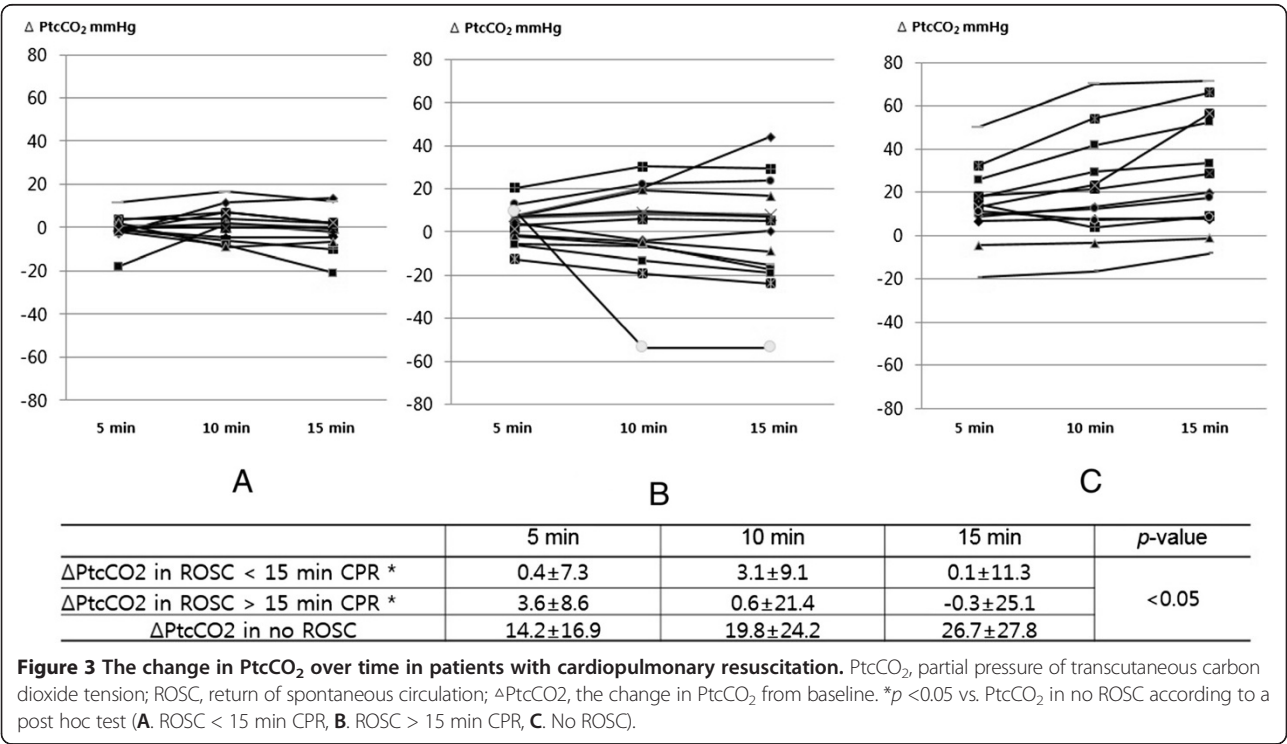 Δ PtcCO₂ mmHg
80
60
40
20
0
-20
-40
-60
-80
5 min 10 min 15 min
A
Δ PtcCO₂ mmHg
80
60
40
20
0
-20
-40
-60
-80
5 min 10 min 15 min
B
Δ PtcCO₂ mmHg
80
60
40
20
0
-20
-40
-60
-80
5 min 10 min 15 min
C
5 min 10 min 15 min p-value
ΔPtcCO2 in ROSC < 15 min CPR * 0.4±7.3 3.1±9.1 0.1±11.3
ΔPtcCO2 in ROSC > 15 min CPR * 3.6±8.6 0.6±21.4 -0.3±25.1
<0.05
ΔPtcCO2 in no ROSC 14.2±16.9 19.8±24.2 26.7±27.8
Figure 3 The change in PtcCO₂ over time in patients with cardiopulmonary resuscitation. PtcCO₂, partial pressure of transcutaneous carbon
dioxide tension; ROSC, return of spontaneous circulation; △PtcCO2, the change in PtcCO₂ from baseline. *p <0.05 vs. PtcCO₂ in no ROSC according to a
post hoc test (A. ROSC < 15 min CPR, B. ROSC > 15 min CPR, C. No ROSC).